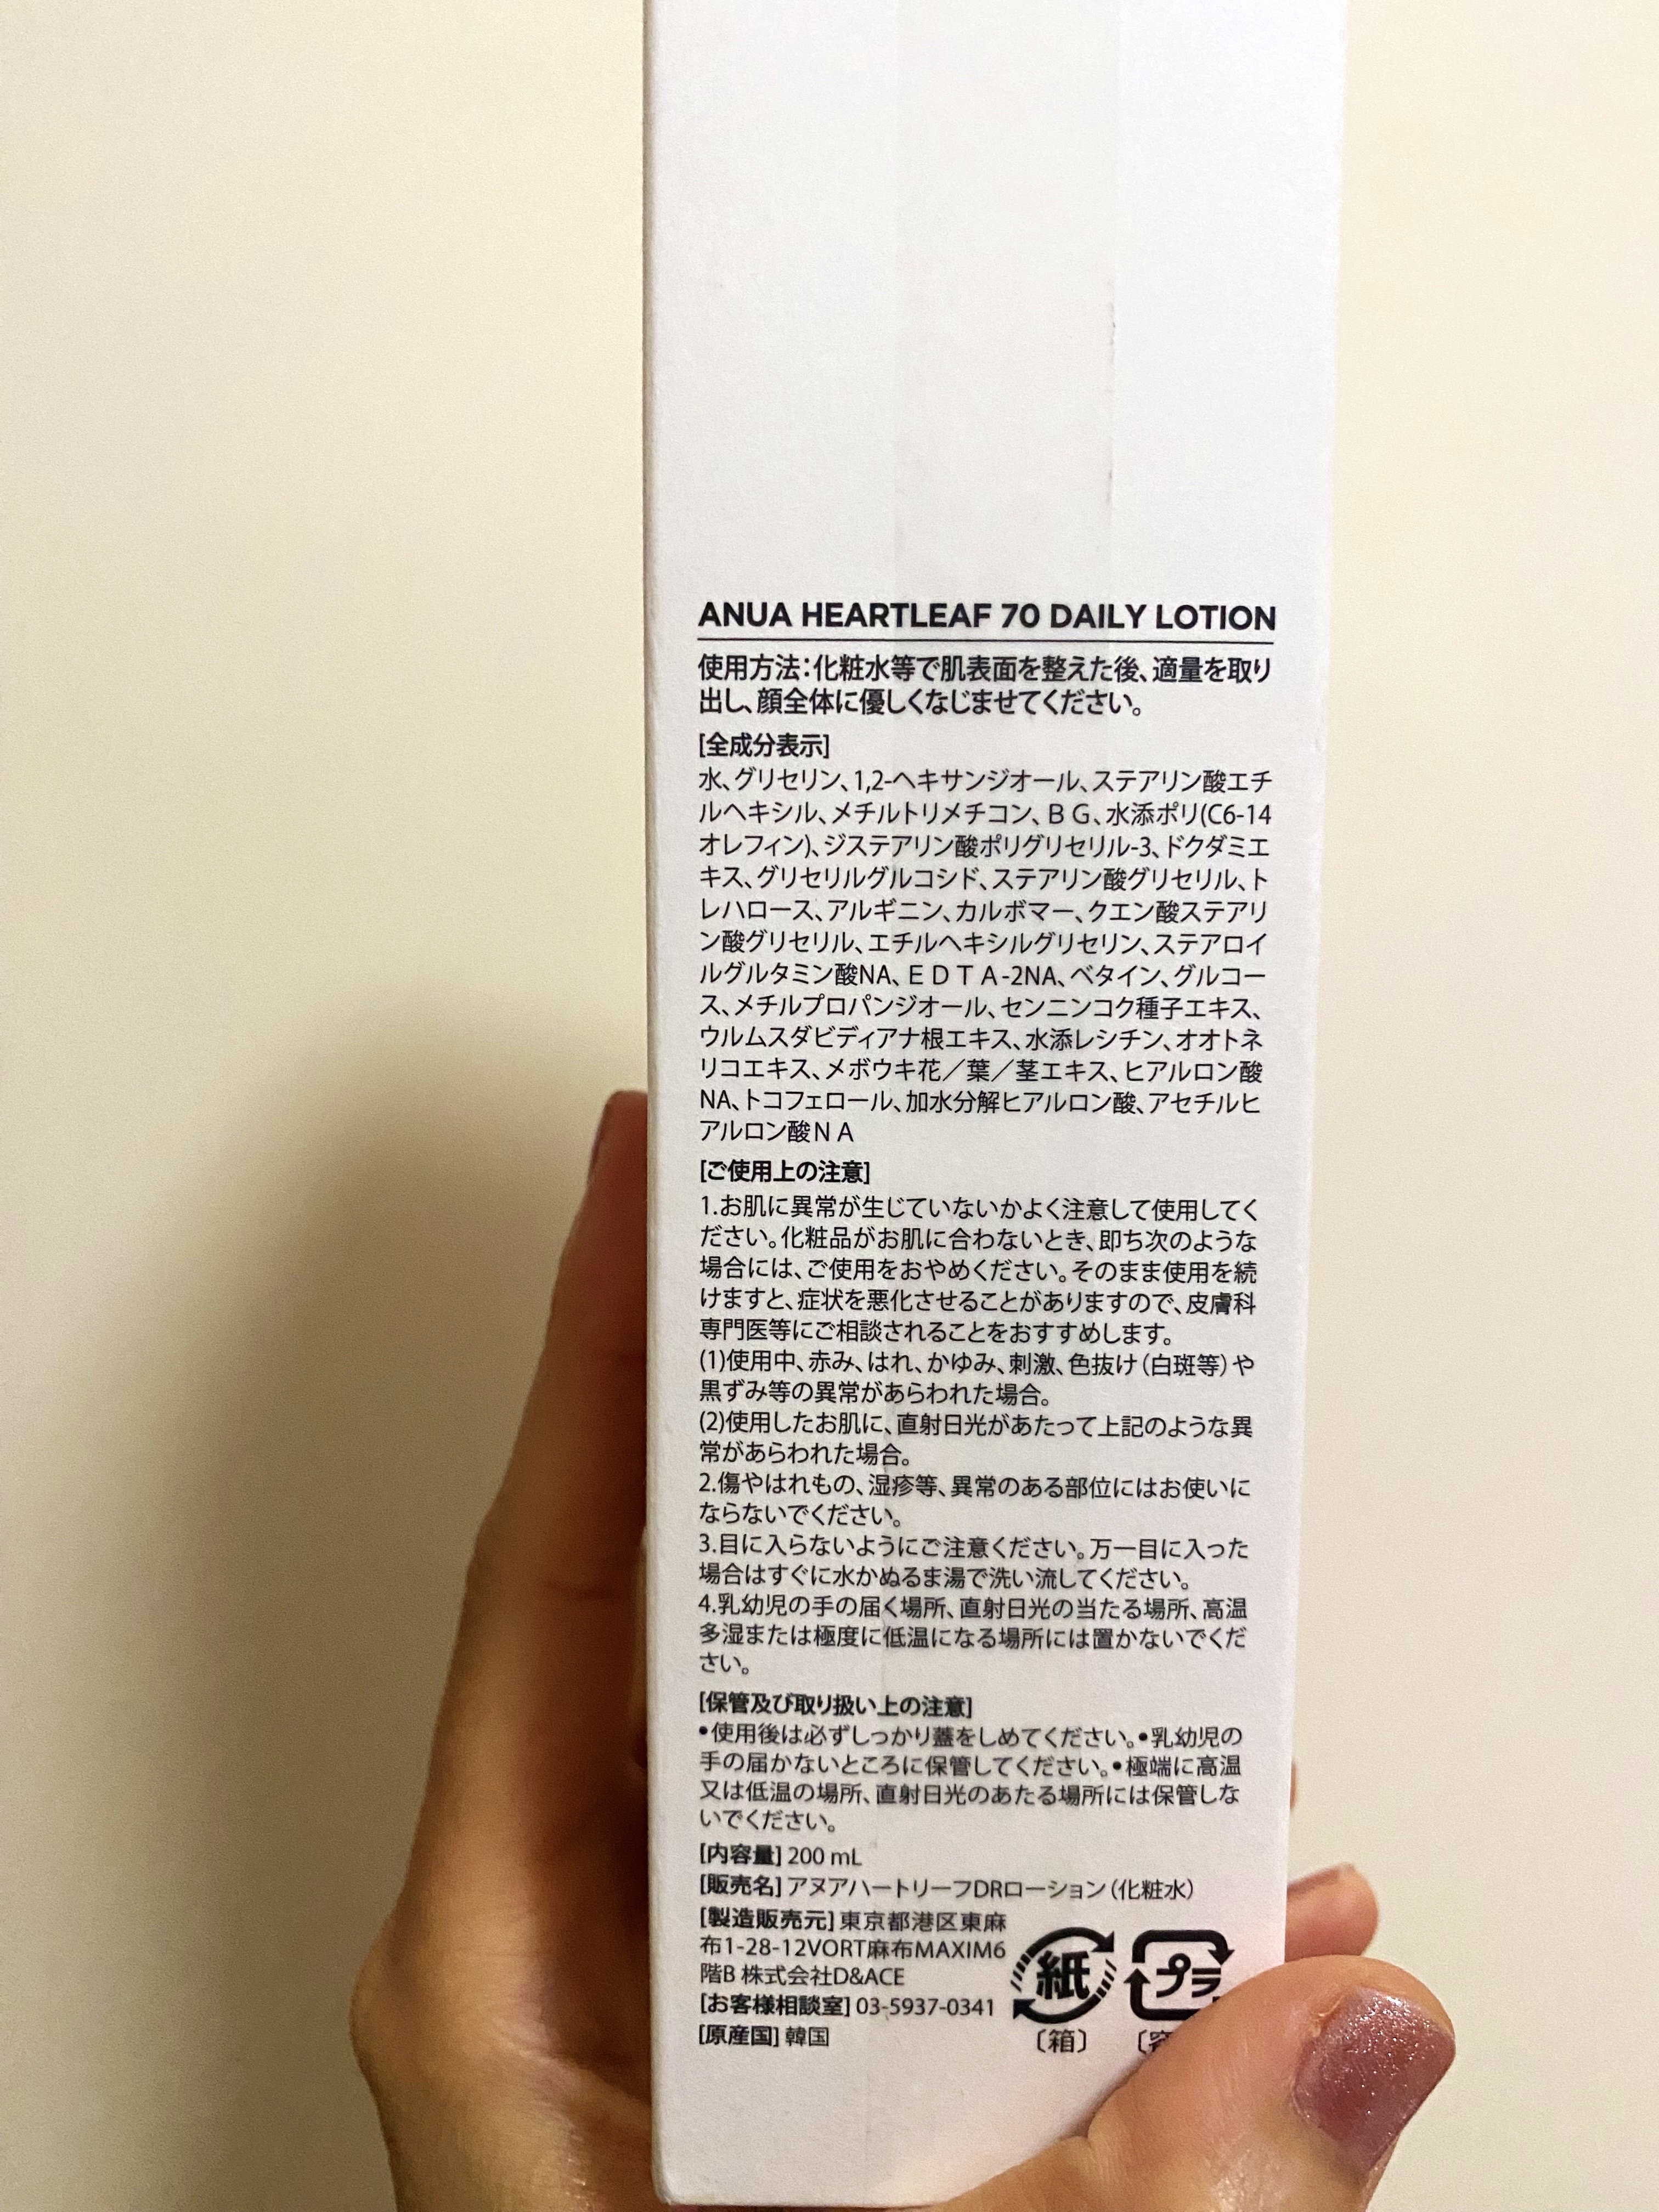 ANUA HEARTLEAF 70 DAILY LOTION
使用方法:化粧水等で肌表面を整えた後、適量を取り
出し、顔全体に優しくなじませてください。
[全成分表示]
水、グリセリン、1,2-ヘキサンジオール、ステアリン酸エチ
ルヘキシル、メチルトリメチコン、ＢＧ、水添ポリ(C6-14
オレフィン)、ジステアリン酸ポリグリセリル-3、ドクダミエ
キス、グリセリルグルコシド、ステアリン酸グリセリル、ト
レハロース、アルギニン、カルボマー、クエン酸ステアリ
ン酸グリセリル、エチルヘキシルグリセリン、ステアロイ
ルグルタミン酸NA、ＥＤＴＡ-2NA、ベタイン、グルコー
ス、メチルプロパンジオール、センニンコク種子エキス、
ウルムスダビディアナ根エキス、水添レシチン、オオトネ
リコエキス、メボウキ花／葉／茎エキス、ヒアルロン酸
NA、トコフェロール、加水分解ヒアルロン酸、アセチルヒ
アルロン酸ＮＡ
[ご使用上の注意]
1.お肌に異常が生じていないかよく注意して使用してく
ださい。化粧品がお肌に合わないとき、即ち次のような
場合には、ご使用をおやめください。そのまま使用を続
けますと、症状を悪化させることがありますので、皮膚科
専門医等にご相談されることをおすすめします。
(1)使用中、赤み、はれ、かゆみ、刺激、色抜け（白斑等）や
黒ずみ等の異常があらわれた場合。
(2)使用したお肌に、直射日光があたって上記のような異
常があらわれた場合。
2.傷やはれもの、湿疹等、異常のある部位にはお使いに
ならないでください。
3.目に入らないようにご注意ください。万一目に入った
場合はすぐに水かぬるま湯で洗い流してください。
4.乳幼児の手の届く場所、直射日光の当たる場所、高温
多湿または極度に低温になる場所には置かないでくだ
さい。
[保管及び取り扱い上の注意]
•使用後は必ずしっかり蓋をしめてください。•乳幼児の
手の届かないところに保管してください。•極端に高温
又は低温の場所、直射日光のあたる場所には保管しな
いでください。
[内容量] 200 mL
[販売名] アヌアハートリーフDRローション（化粧水）
[製造販売元] 東京都港区東麻
布1-28-12VORT麻布MAXIM6
階B 株式会社D&ACE
[お客様相談室] 03-5937-0341
[原産国] 韓国
紙 プラ
〔箱〕